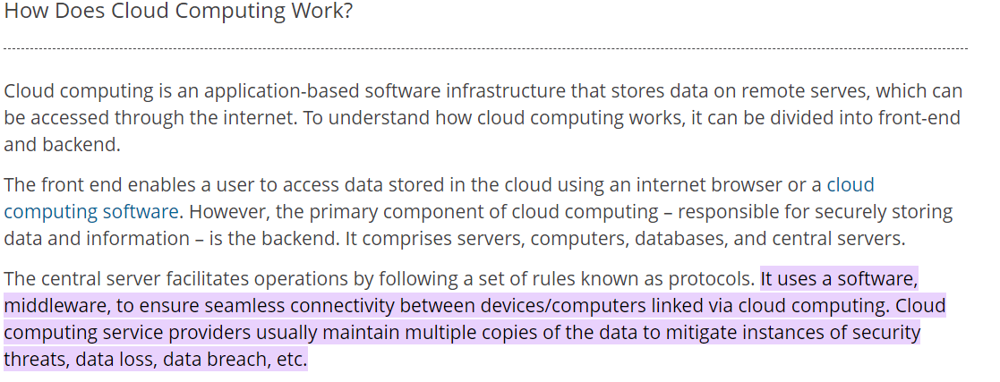 How Does Cloud Computing Work?
Cloud computing is an application-based software infrastructure that stores data on remote serves, which can
be accessed through the internet. To understand how cloud computing works, it can be divided into front-end
and backend.
The front end enables a user to access data stored in the cloud using an internet browser or a cloud
computing software. However, the primary component of cloud computing – responsible for securely storing
data and information – is the backend. It comprises servers, computers, databases, and central servers.
The central server facilitates operations by following a set of rules known as protocols. It uses a software,
middleware, to ensure seamless connectivity between devices/computers linked via cloud computing. Cloud
computing service providers usually maintain multiple copies of the data to mitigate instances of security
threats, data loss, data breach, etc.